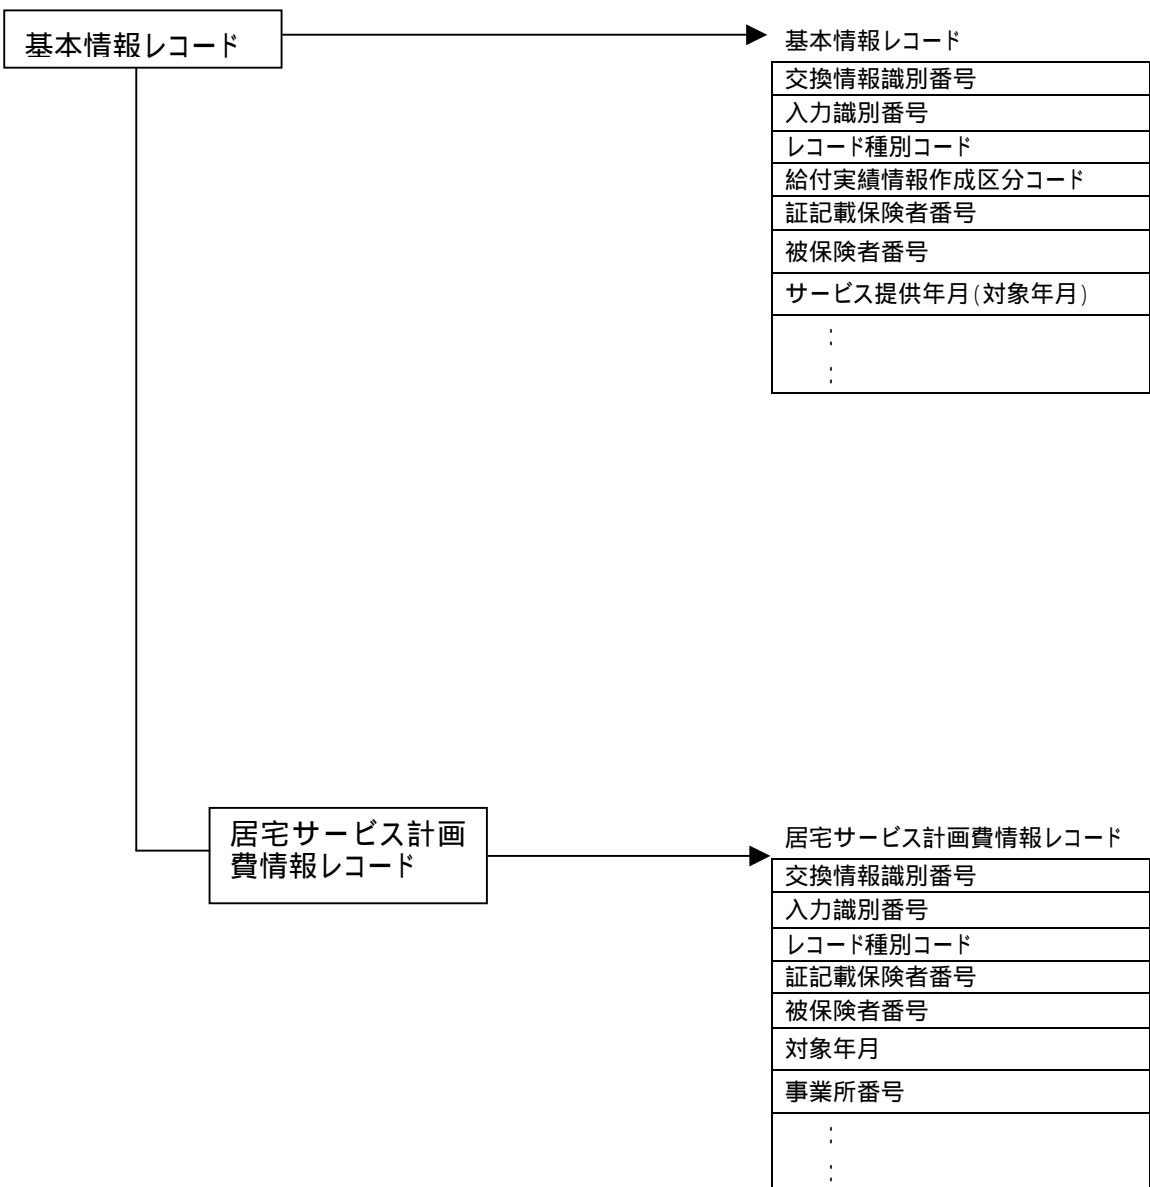 基本情報レコード
基本情報レコード
交換情報識別番号
入力識別番号
レコード種別コード
給付実績情報作成区分コード
証記載保険者番号
被保険者番号
サービス提供年月(対象年月)
:
:
居宅サービス計画
費情報レコード
居宅サービス計画費情報レコード
交換情報識別番号
入力識別番号
レコード種別コード
証記載保険者番号
被保険者番号
対象年月
事業所番号
:
: